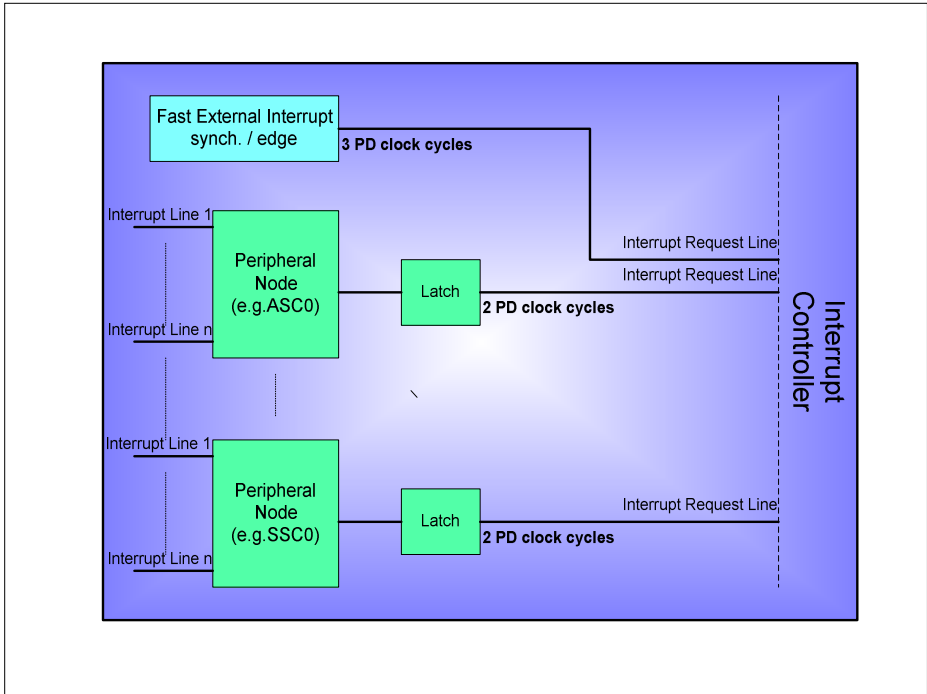 Fast External Interrupt
synch. / edge
3 PD clock cycles
Interrupt Line 1
Peripheral
Node
(e.g.ASC0)
Interrupt Line n
Latch
2 PD clock cycles
Interrupt Request Line
Interrupt Request Line
Interrupt Line 1
Peripheral
Node
(e.g.SSC0)
Interrupt Line n
Latch
2 PD clock cycles
Interrupt Request Line
Interrupt
Controller